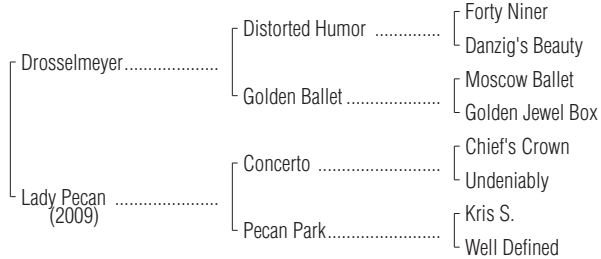 Forty Niner
Distorted Humor ..............
Danzig's Beauty
Drosselmeyer....................
Moscow Ballet
Golden Ballet ....................
Golden Jewel Box
Chief's Crown
Concerto ..........................
Undeniably
Lady Pecan ......................
(2009)
Kris S.
Pecan Park........................
Well Defined